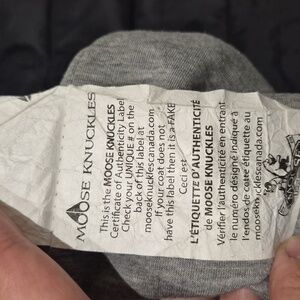 MOOSE KNUCKLES
This is the MOOSE KNUCKLES
Certificate of Authenticity Label
Check your UNIQUE # on the
back of this label at
mooseknucklescanada.com
If your coat does not
have this label then it is a FAKE
Ceci est
L'ÉTIQUETTE D'AUTHENTICITÉ
de MOOSE KNUCKLES
Vérifier l'authenticité en entrant
le numéro désigné indiqué à
l'endos de cette étiquette au
mooseknucklescanada.com